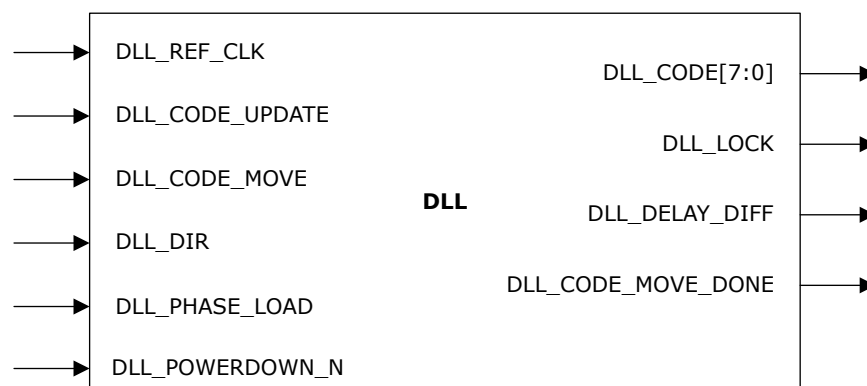 DLL_REF_CLK
DLL_CODE_UPDATE
DLL_CODE_MOVE
DLL_DIR
DLL_PHASE_LOAD
DLL_POWERDOWN_N
DLL
DLL_CODE[7:0]
DLL_LOCK
DLL_DELAY_DIFF
DLL_CODE_MOVE_DONE